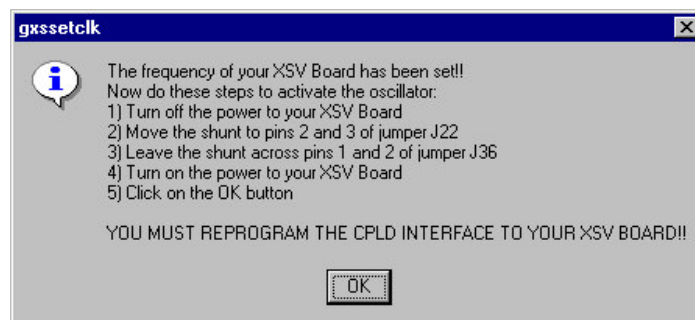 gxssetclk
The frequency of your XSV Board has been set!!
Now do these steps to activate the oscillator:
1) Turn off the power to your XSV Board
2) Move the shunt to pins 2 and 3 of jumper J22
3) Leave the shunt across pins 1 and 2 of jumper J36
4) Turn on the power to your XSV Board
5) Click on the OK button
YOU MUST REPROGRAM THE CPLD INTERFACE TO YOUR XSV BOARD!!
OK